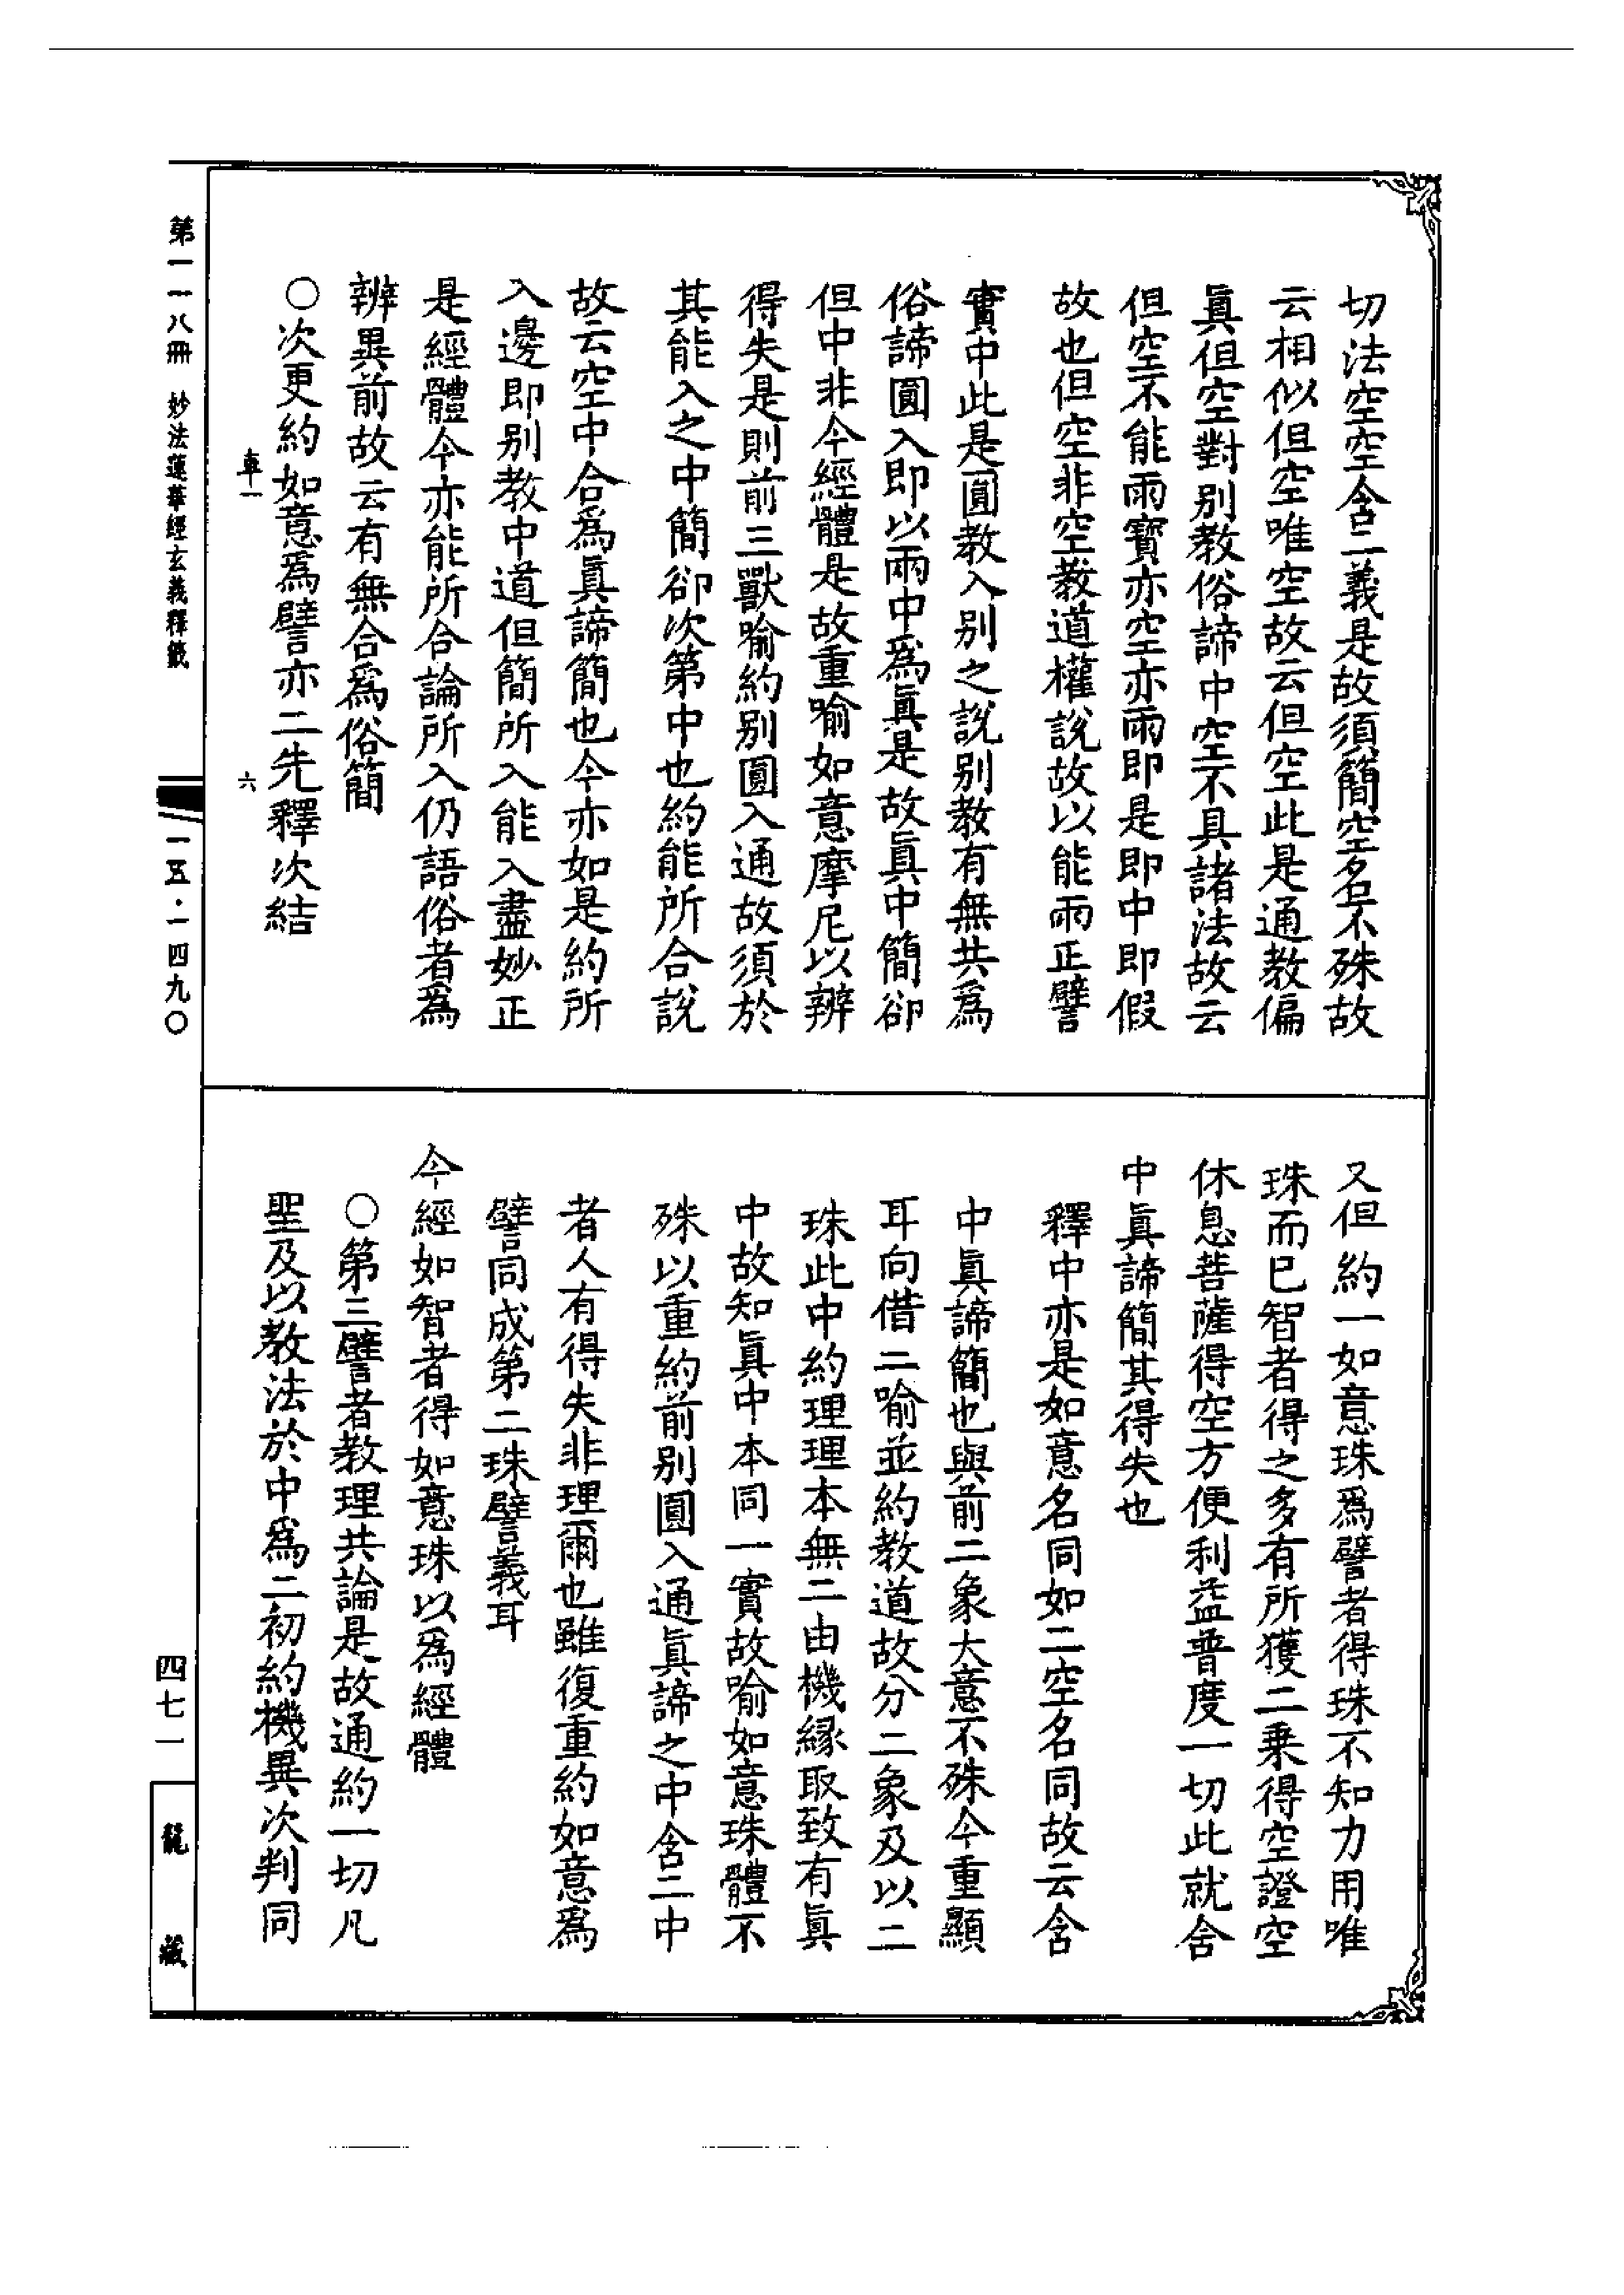 切法空空含二義是故須簡空名不殊故
云相似但空唯空故云但空此是通教偏
眞但空對別教俗諦中空不具諸法故云
但空不能雨寳亦空亦雨即是即中即假
故也但空非空教道權說故以能雨正譬
實中此是圓教入別之說別教有無共爲
俗諦圓入即以兩中爲眞是故眞中簡卻
但中非今經體是故重喻如意摩尼以辨
得失是則前三獸喻約別圓入通故須於
其能入之中簡卻次第中也約能所合說
故云空中合爲眞諦簡也今亦如是約所
入邊即別教中道但簡所入能入盡妙正
是經體今亦能所合論所入仍語俗者爲
辨異前故云有無合爲俗簡
○次更約如意爲譬亦二先釋次結
又但約一如意珠爲譬者得珠不知力用唯
珠而已智者得之多有所獲二乘得空證空
休息菩薩得空方便利益普度一切此就含
中眞諦簡其得失也
釋中亦是如意名同如二空名同故云含
中眞諦簡也與前二象大意不殊今重顯
耳向借二喻並約教道故分二象及以二
珠此中約理理本無二由機緣取致有眞
中故知眞中本同一實故喻如意珠體不
殊以重約前別圓入通眞諦之中含二中
者人有得失非理爾也雖復重約如意爲
譬同成第二珠譬義耳
今經如智者得如意珠以爲經體
○第三譬者教理共論是故通約一切凡
聖及以教法於中爲二初約機異次判同
車一
六
第一一八冊 妙法蓮華經玄義釋籤
一五·一四九〇
四七一
龍藏